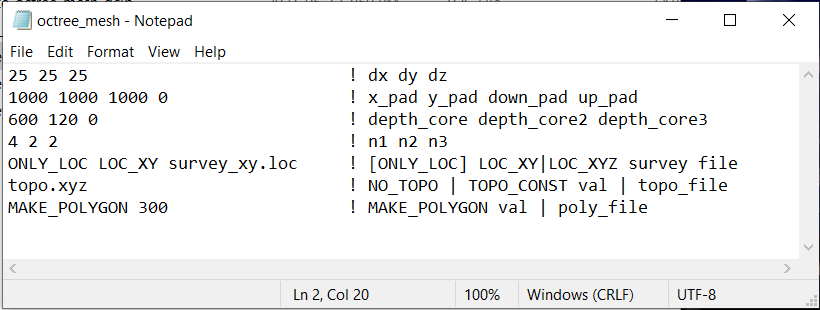 octree_mesh - Notepad
File Edit Format View Help
25 25 25 ! dx dy dz
1000 1000 1000 0 ! x_pad y_pad down_pad up_pad
600 120 0 ! depth_core depth_core2 depth_core3
4 2 2 ! n1 n2 n3
ONLY_LOC LOC_XY survey_xy.loc ! [ONLY_LOC] LOC_XY|LOC_XYZ survey file
topo.xyz ! NO_TOPO | TOPO_CONST val | topo_file
MAKE_POLYGON 300 ! MAKE_POLYGON val | poly_file
Ln 2, Col 20 100% Windows (CRLF) UTF-8